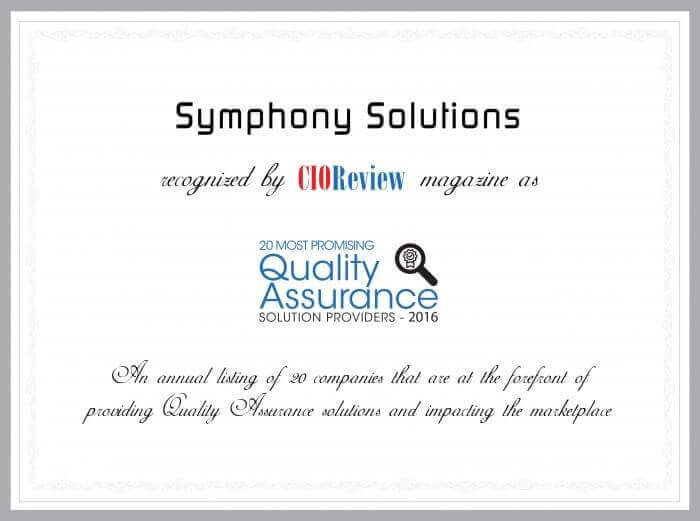 Symphony Solutions
recognized by CIOReview magazine as
20 MOST PROMISING
Quality
Assurance
SOLUTION PROVIDERS - 2016
An annual listing of 20 companies that are at the forefront of
providing Quality Assurance solutions and impacting the marketplace